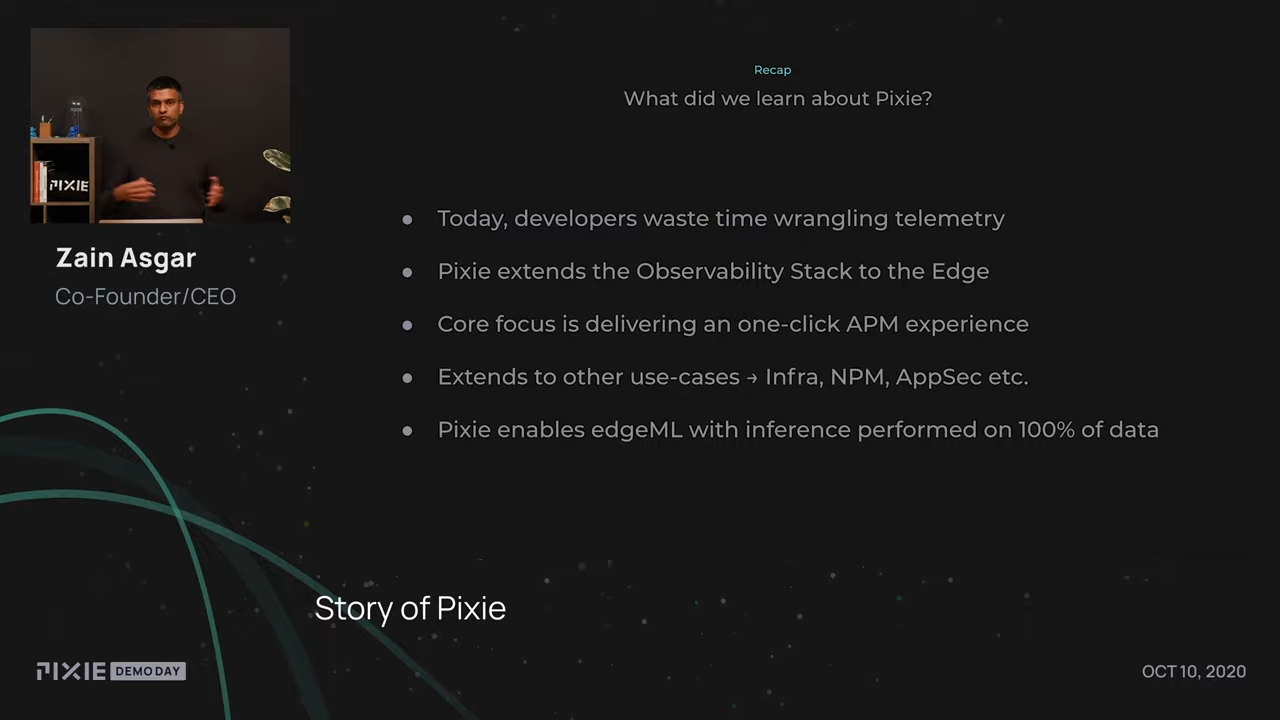 Recap
What did we learn about Pixie?
PIXIE
Zain Asgar
Co-Founder/CEO
• Today, developers waste time wrangling telemetry
• Pixie extends the Observability Stack to the Edge
• Core focus is delivering an one-click APM experience
• Extends to other use-cases → Infra, NPM, AppSec etc.
• Pixie enables edgeML with inference performed on 100% of data
Story of Pixie
PIXIE DEMO DAY
OCT 10, 2020